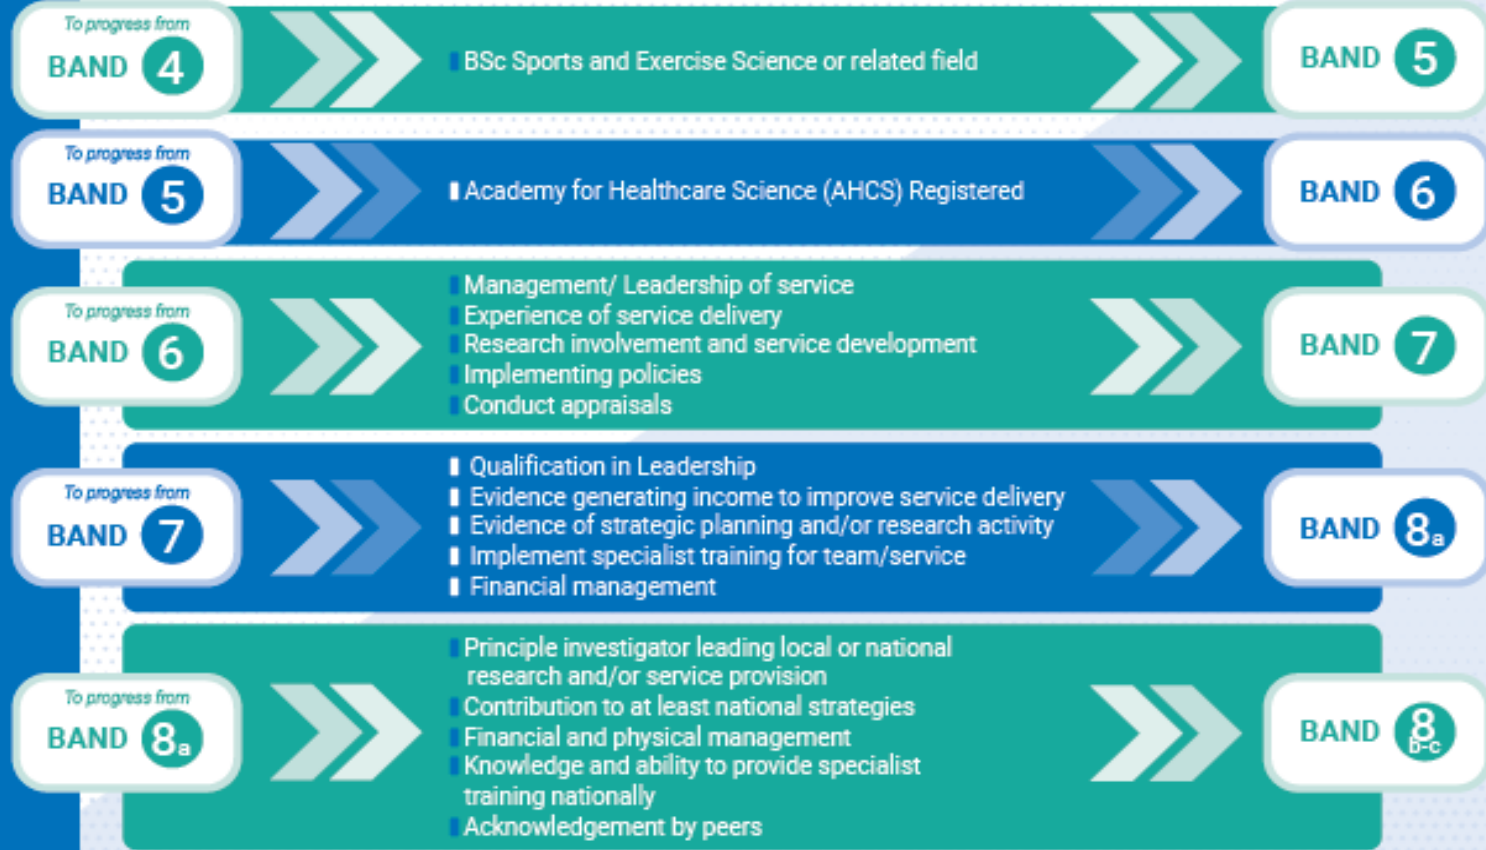 To progress from
BAND 4
BSc Sports and Exercise Science or related field
BAND 5
To progress from
BAND 5
Academy for Healthcare Science (AHCS) Registered
BAND 6
To progress from
BAND 6
Management/ Leadership of service
Experience of service delivery
Research involvement and service development
Implementing policies
Conduct appraisals
BAND 7
To progress from
BAND 7
Qualification in Leadership
Evidence generating income to improve service delivery
Evidence of strategic planning and/or research activity
Implement specialist training for team/service
Financial management
BAND 8a
To progress from
BAND 8a
Principle investigator leading local or national
research and/or service provision
Contribution to at least national strategies
Financial and physical management
Knowledge and ability to provide specialist
training nationally
Acknowledgement by peers
BAND 8 b-c